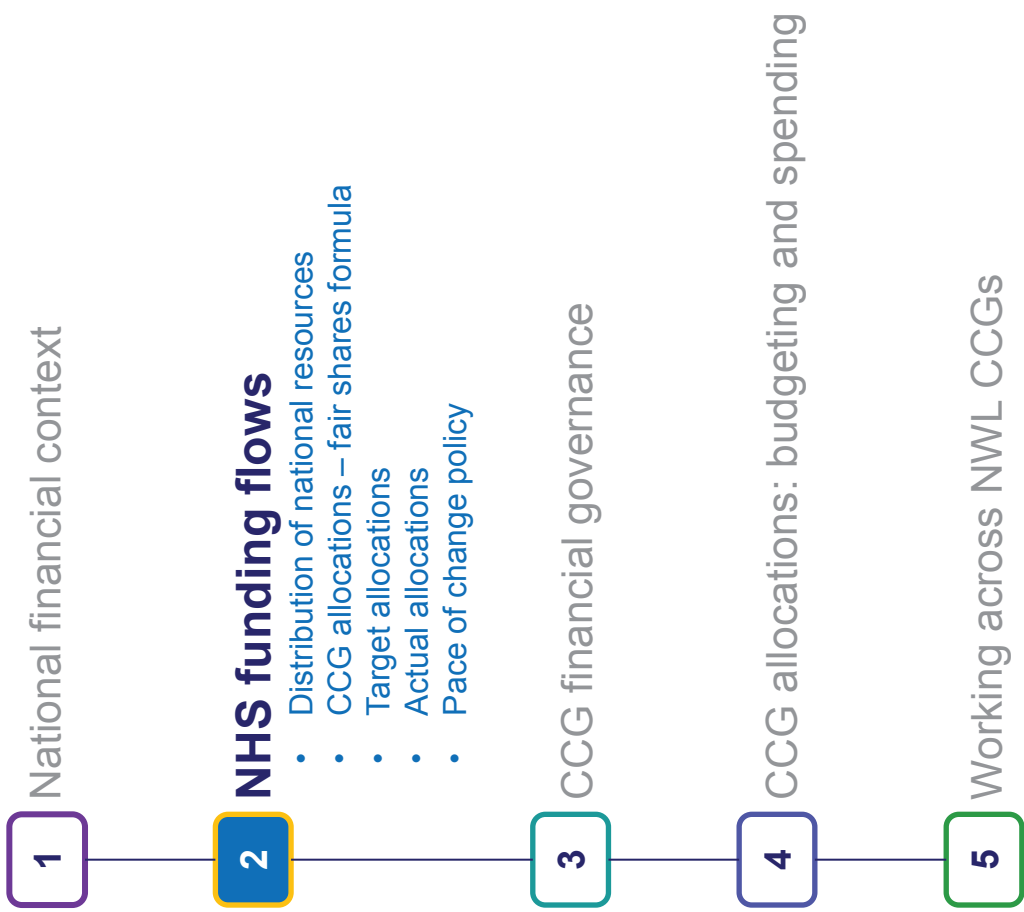 1
National financial context
2
NHS funding flows
• Distribution of national resources
• CCG allocations – fair shares formula
• Target allocations
• Actual allocations
• Pace of change policy
3
CCG financial governance
4
CCG allocations: budgeting and spending
5
Working across NWL CCGs